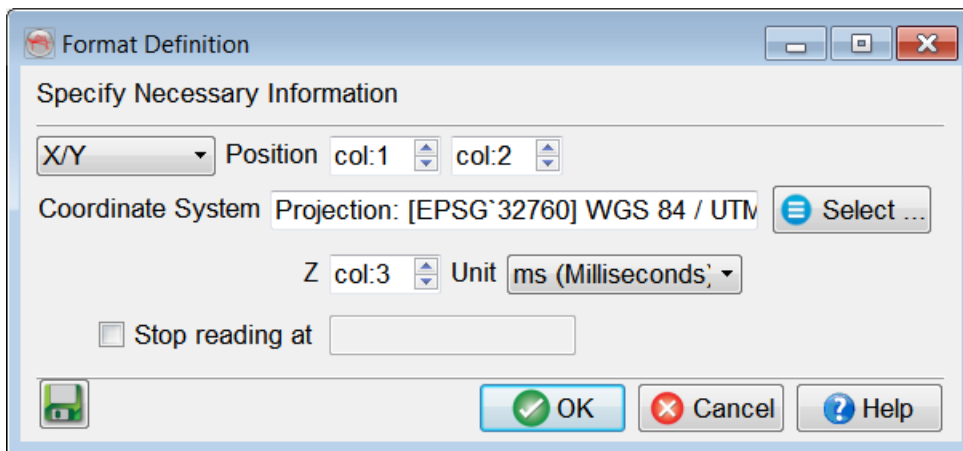 Format Definition
Specify Necessary Information
X/Y Position col:1 col:2
Coordinate System Projection: [EPSG`32760] WGS 84 / UTM Select ...
Z col:3 Unit ms (Milliseconds)
Stop reading at
OK Cancel Help